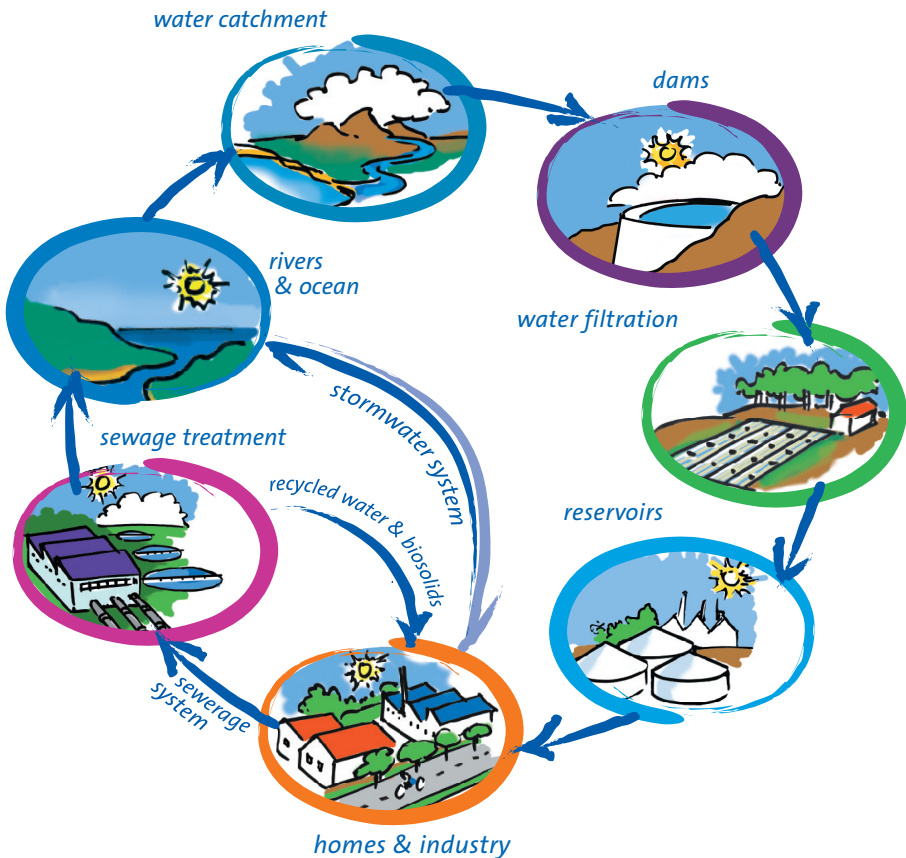 water catchment
dams
rivers
& ocean
water filtration
stormwater system
sewage treatment
recycled water & biosolids
reservoirs
sewerage
system
homes & industry